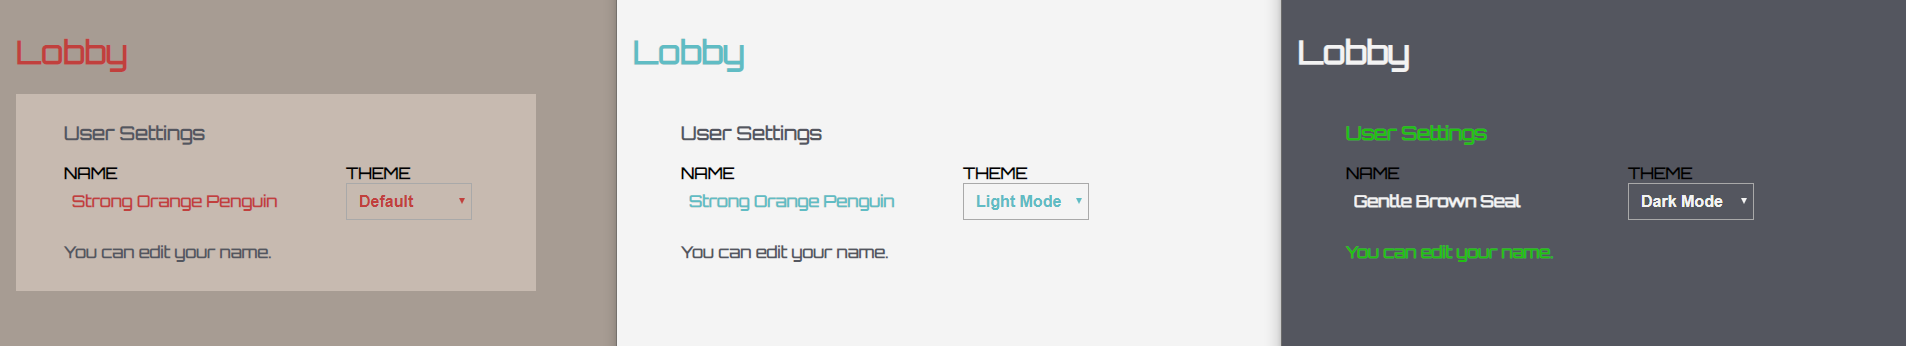 Lobby
User Settings
NAME THEME
Strong Orange Penguin Default
You can edit your name.
Lobby
User Settings
NAME THEME
Strong Orange Penguin Light Mode
You can edit your name.
Lobby
User Settings
NAME THEME
Gentle Brown Seal Dark Mode
You can edit your name.